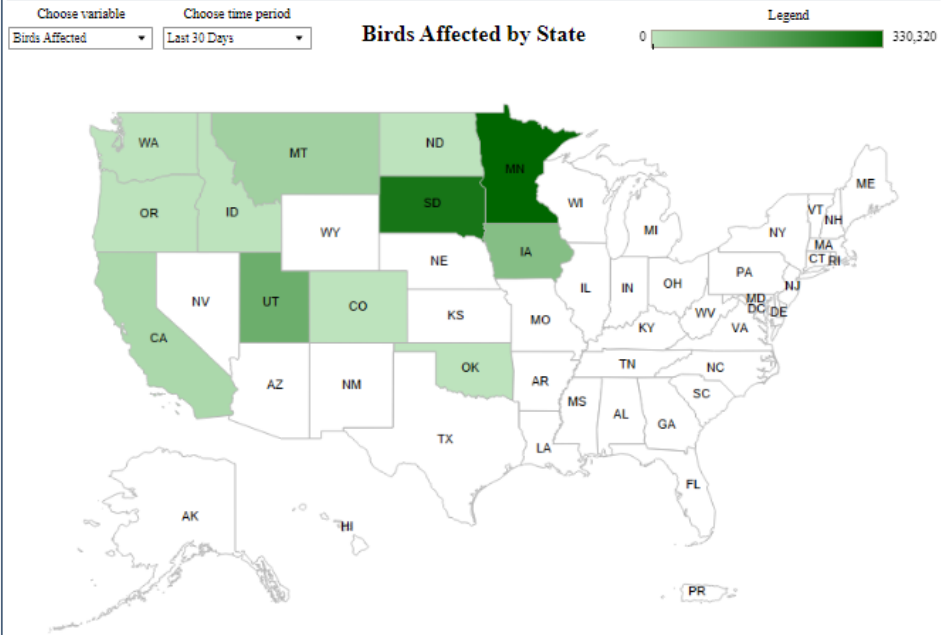 Choose variable Choose time period Legend
Birds Affected Last 30 Days Birds Affected by State 0 330,320
WA
MT
ND
MN
ME
OR
ID
SD
WI
VT
NH
WY
MI
NY
MA
IA
CT RI
NE
PA
NV
UT
CO
IL
IN
OH
NJ
MD
DC DE
KS
MO
WV
VA
CA
KY
OK
TN
NC
AZ
NM
AR
SC
MS
AL
GA
TX
LA
FL
AK
HI
PR